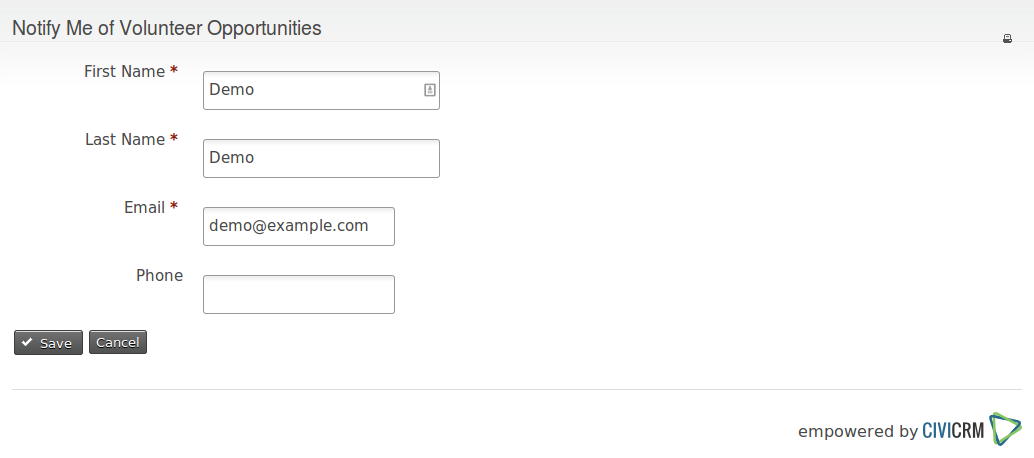 Notify Me of Volunteer Opportunities
First Name *
Demo
Last Name *
Demo
Email *
demo@example.com
Phone
Save Cancel
empowered by CIVICRM